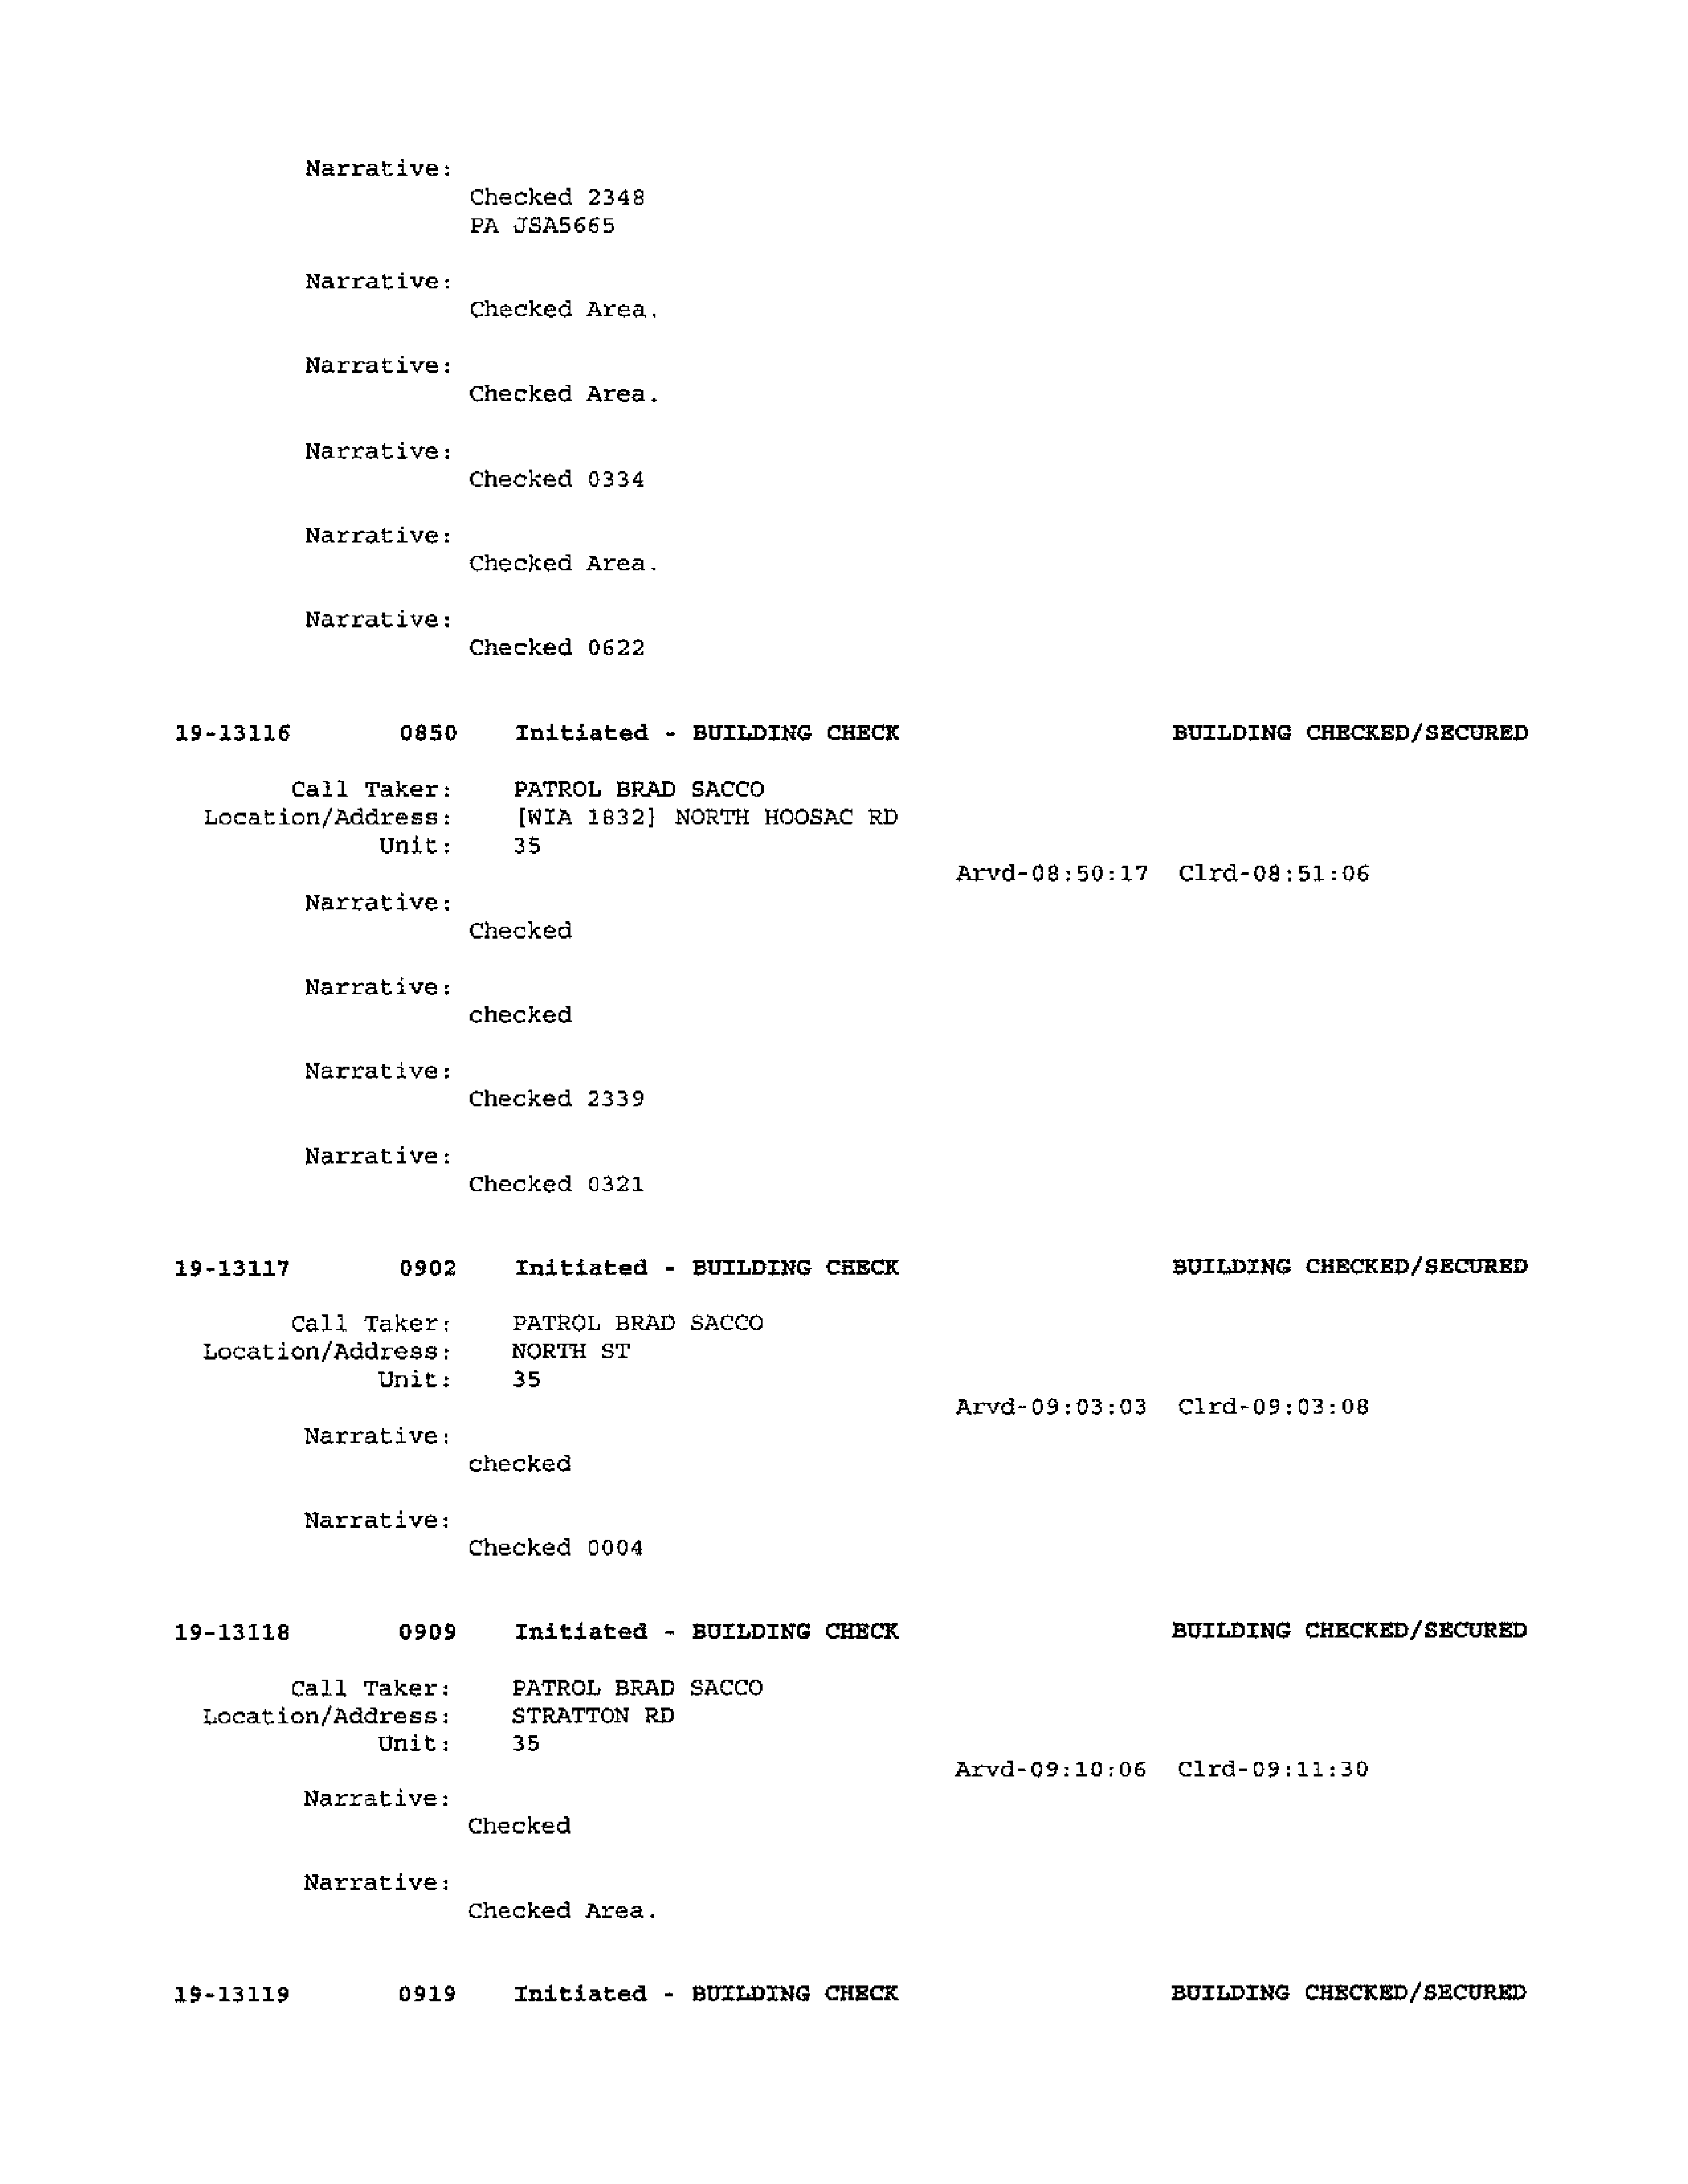 Narrative:
Checked 2348
PA JSA5665
Narrative:
Checked Area.
Narrative:
Checked Area.
Narrative:
Checked 0334
Narrative:
Checked Area.
Narrative:
Checked 0622
19-13116 0850 Initiated - BUILDING CHECK BUILDING CHECKED/SECURED
Call Taker: PATROL BRAD SACCO
Location/Address: [WIA 1832] NORTH HOOSAC RD
Unit: 35
Arvd-08:50:17 Clrd-08:51:06
Narrative:
Checked
Narrative:
checked
Narrative:
Checked 2339
Narrative:
Checked 0321
19-13117 0902 Initiated - BUILDING CHECK BUILDING CHECKED/SECURED
Call Taker: PATROL BRAD SACCO
Location/Address: NORTH ST
Unit: 35
Arvd-09:03:03 Clrd-09:03:08
Narrative:
checked
Narrative:
Checked 0004
19-13118 0909 Initiated - BUILDING CHECK BUILDING CHECKED/SECURED
Call Taker: PATROL BRAD SACCO
Location/Address: STRATTON RD
Unit: 35
Arvd-09:10:06 Clrd-09:11:30
Narrative:
Checked
Narrative:
Checked Area.
19-13119 0919 Initiated - BUILDING CHECK BUILDING CHECKED/SECURED